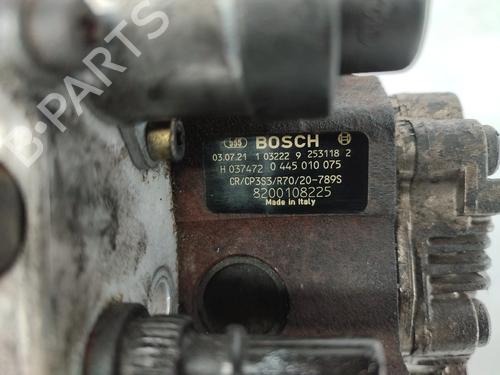 BOSCH
03.07.21 1 03222 9 253118 2
H 037472 0 445 010 075
CR/CP3S3/R70/20-789S
8200108225
Made in Italy
B-PARTS